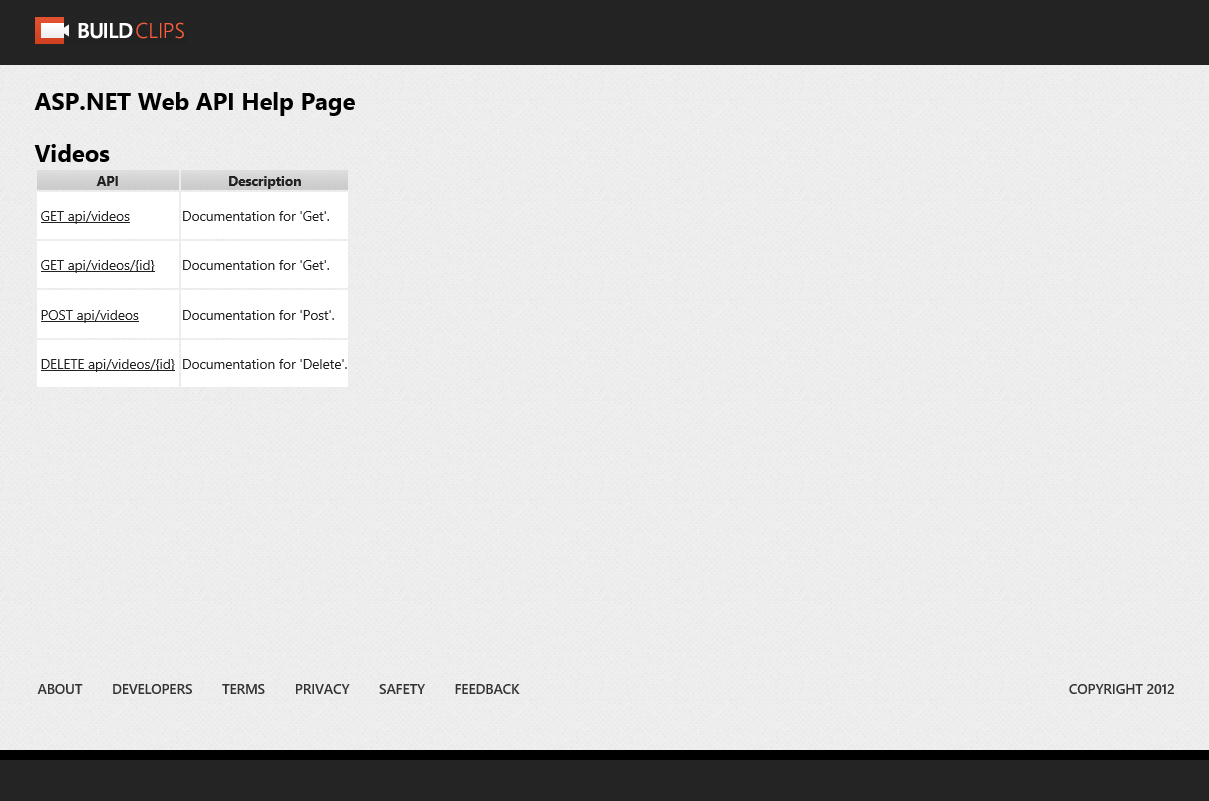 BUILDCLIPS
ASP.NET Web API Help Page
Videos
API Description
GET api/videos Documentation for 'Get'.
GET api/videos/{id} Documentation for 'Get'.
POST api/videos Documentation for 'Post'.
DELETE api/videos/{id} Documentation for 'Delete'.
ABOUT DEVELOPERS TERMS PRIVACY SAFETY FEEDBACK COPYRIGHT 2012